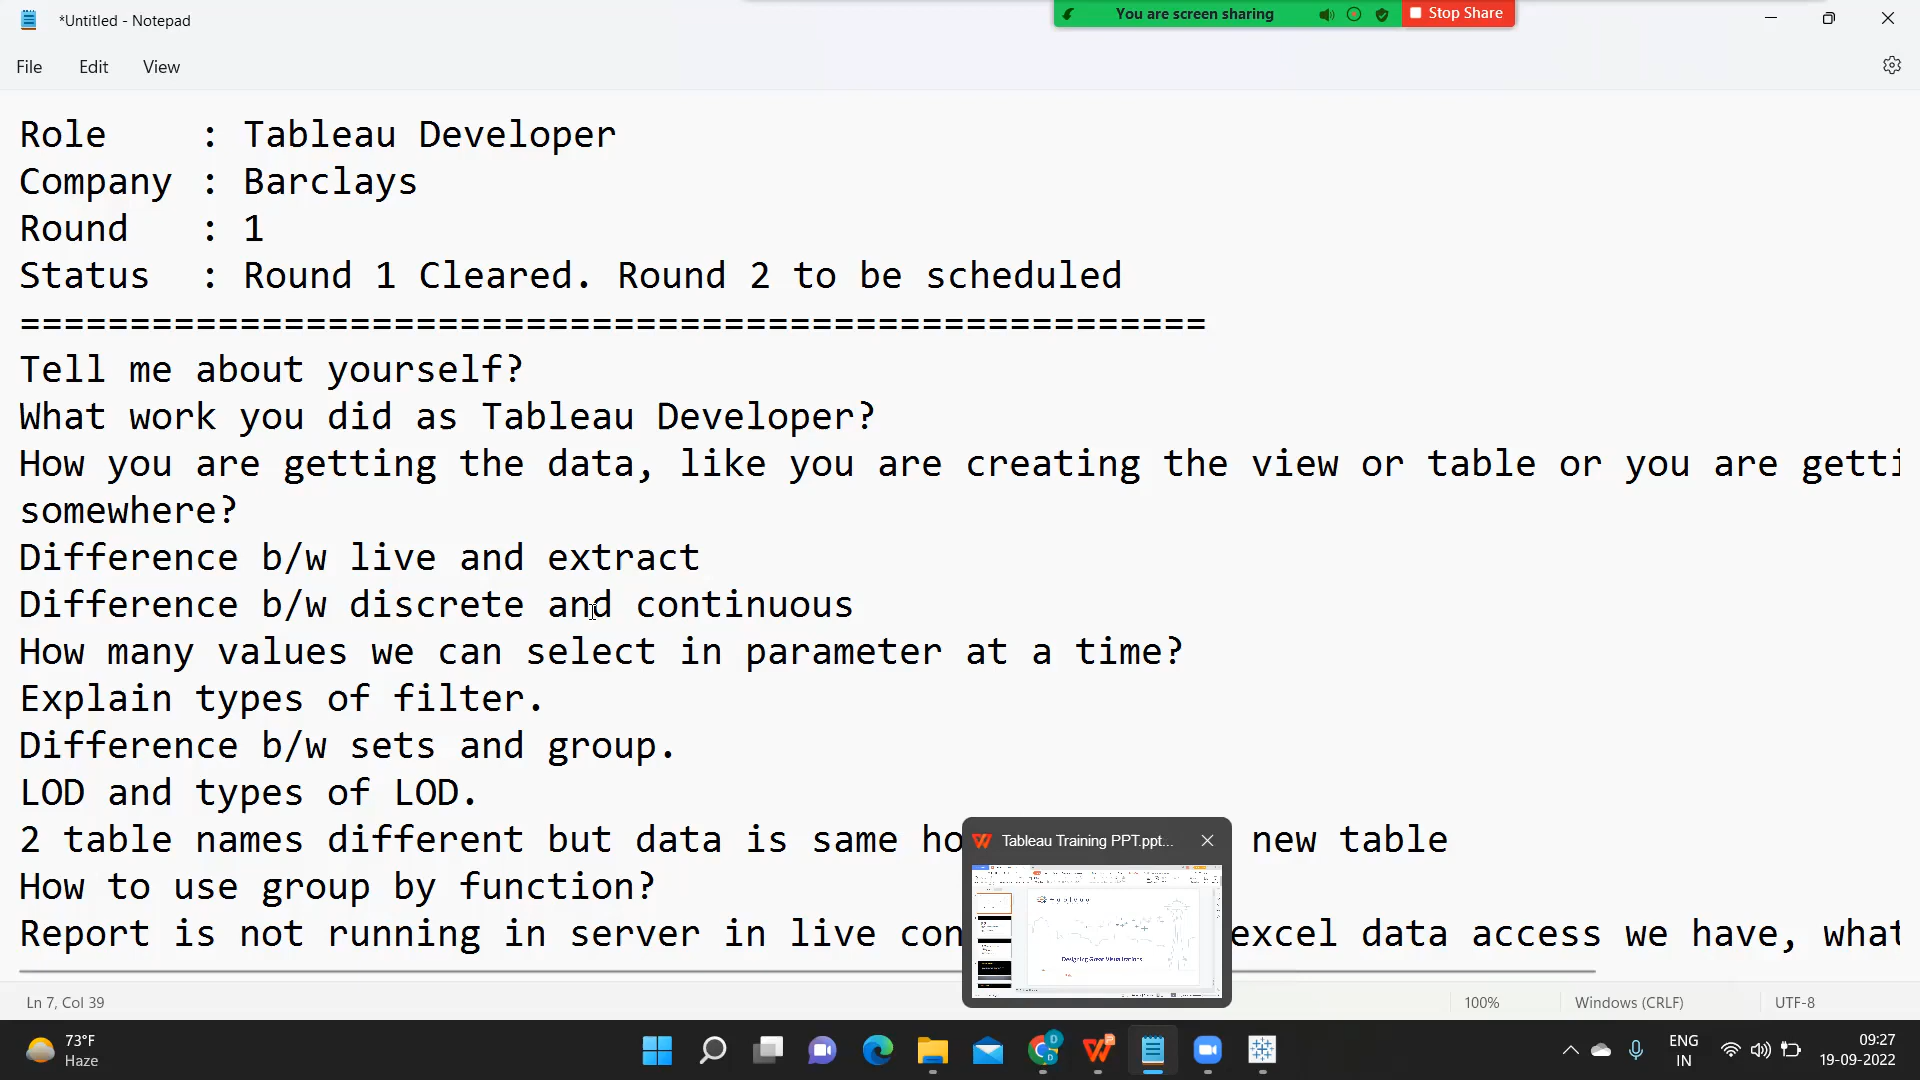 *Untitled - Notepad
You are screen sharing
Stop Share
File Edit View
Role : Tableau Developer
Company : Barclays
Round : 1
Status : Round 1 Cleared. Round 2 to be scheduled
======================================================
Tell me about yourself?
What work you did as Tableau Developer?
How you are getting the data, like you are creating the view or table or you are getti
somewhere?
Difference b/w live and extract
Difference b/w discrete and continuous
How many values we can select in parameter at a time?
Explain types of filter.
Difference b/w sets and group.
LOD and types of LOD.
2 table names different but data is same ho new table
How to use group by function?
Report is not running in server in live con excel data access we have, what
Tableau Training PPT.ppt...
tableau
Designing Great Visualizations
Ln 7, Col 39 100% Windows (CRLF) UTF-8
73°F
Haze
ENG
IN
09:27
19-09-2022